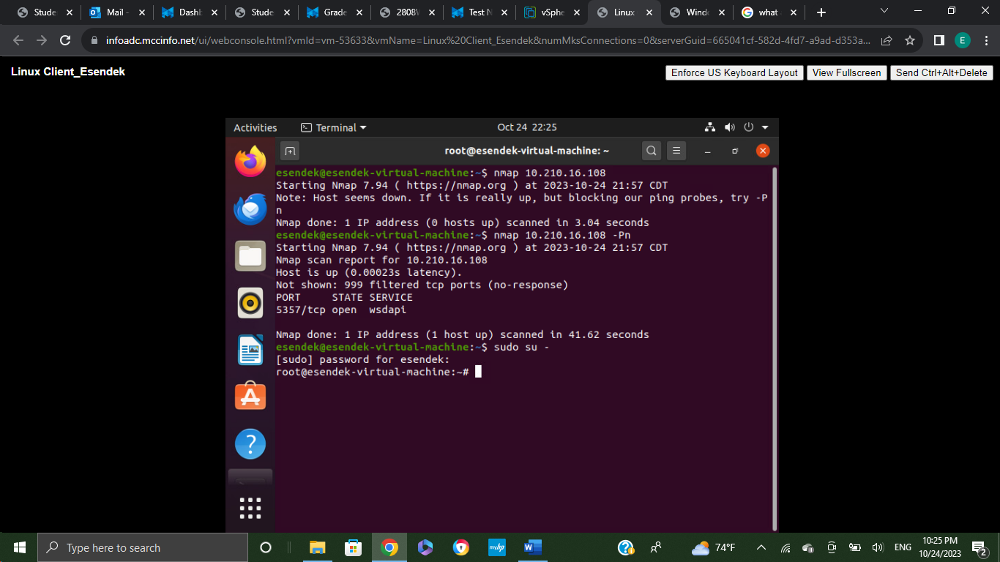 Stude
Mail -
Dashb
Stude
Grade
2808W
Test N
vSphe
Linux
Windo
what a
infoadc.mccinfo.net/ui/webconsole.html?vmId=vm-53633&vmName=Linux%20Client_Esendek&numMksConnections=0&serverGuid=665041cf-582d-4fd7-a9ad-d353a...
E
Linux Client_Esendek
Enforce US Keyboard Layout
View Fullscreen
Send Ctrl+Alt+Delete
Activities
Terminal
Oct 24 22:25
root@esendek-virtual-machine: ~
esendek@esendek-virtual-machine:~$ nmap 10.210.16.108
Starting Nmap 7.94 ( https://nmap.org ) at 2023-10-24 21:57 CDT
Note: Host seems down. If it is really up, but blocking our ping probes, try -P
n
Nmap done: 1 IP address (0 hosts up) scanned in 3.04 seconds
esendek@esendek-virtual-machine:~$ nmap 10.210.16.108 -Pn
Starting Nmap 7.94 ( https://nmap.org ) at 2023-10-24 21:57 CDT
Nmap scan report for 10.210.16.108
Host is up (0.00023s latency).
Not shown: 999 filtered tcp ports (no-response)
PORT     STATE SERVICE
5357/tcp open  wsdapi
Nmap done: 1 IP address (1 host up) scanned in 41.62 seconds
esendek@esendek-virtual-machine:~$ sudo su -
[sudo] password for esendek:
root@esendek-virtual-machine:~#
Type here to search
myhp
74°F
ENG
10:25 PM
10/24/2023
2